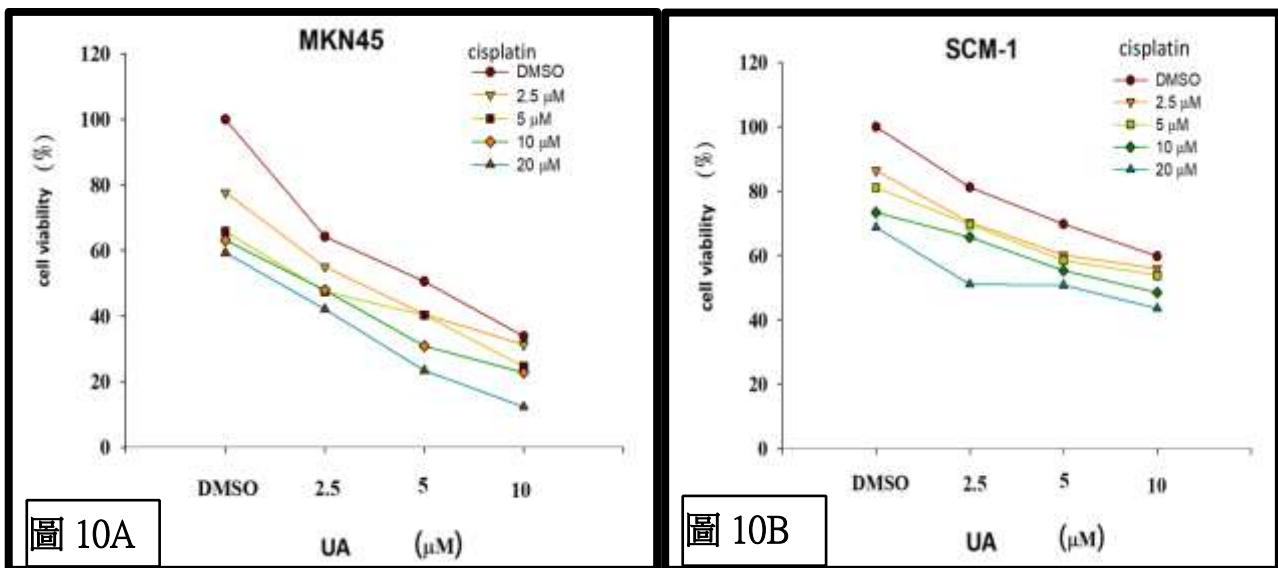 MKN45
cisplatin
DMSO
2.5 μM
5 μM
10 μM
20 μM
120
100
80
60
40
20
0
cell viability (%)
DMSO 2.5 5 10
UA (μM)
圖 10A
SCM-1
cisplatin
DMSO
2.5 μM
5 μM
10 μM
20 μM
120
100
80
60
40
20
0
cell viability (%)
DMSO 2.5 5 10
UA (μM)
圖 10B